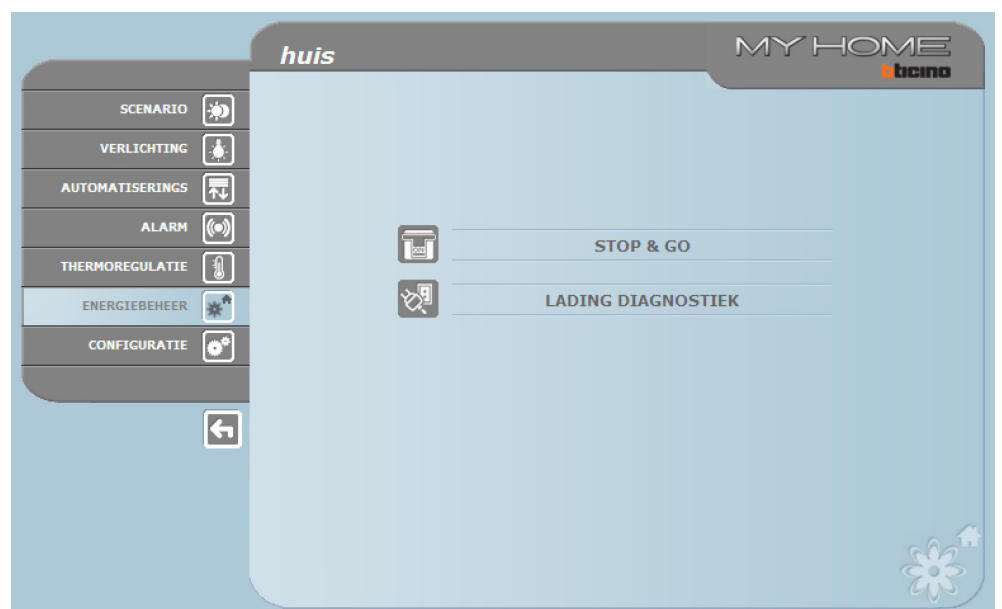 huis
MY HOME
bticino
SCENARIO
VERLICHTING
AUTOMATISERINGS
ALARM
THERMOREGULATIE
ENERGIEBEHEER
CONFIGURATIE
STOP & GO
LADING DIAGNOSTIEK